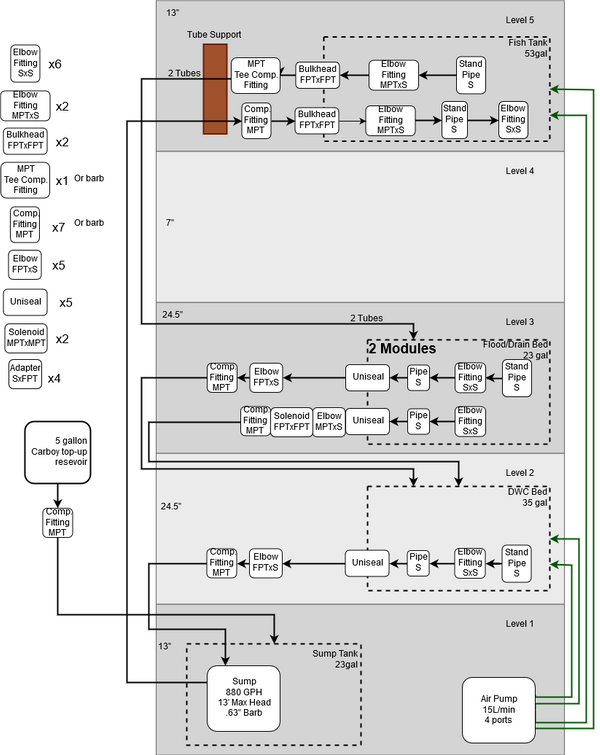 13"
Level 5
Tube Support
Fish Tank
53gal
2 Tubes
MPT
Tee Comp.
Fitting
Bulkhead
FPTxFPT
Elbow
Fitting
MPTxS
Stand
Pipe
S
Comp.
Fitting
MPT
Bulkhead
FPTxFPT
Elbow
Fitting
MPTxS
Stand
Pipe
S
Elbow
Fitting
SxS
Elbow
Fitting
SxS
x6
Elbow
Fitting
MPTxS
x2
Bulkhead
FPTxFPT
x2
MPT
Tee Comp.
Fitting
x1 Or barb
Comp.
Fitting
MPT
x7 Or barb
Elbow
FPTxS
x5
Uniseal
x5
Solenoid
MPTxMPT
x2
Adapter
SxFPT
x4
Level 4
7"
24.5"
2 Tubes
Level 3
2 Modules
Flood/Drain Bed
23 gal
Comp.
Fitting
MPT
Elbow
FPTxS
Uniseal
Pipe
S
Elbow
Fitting
SxS
Stand
Pipe
S
Comp.
Fitting
MPT
Solenoid
FPTxFPT
Elbow
MPTxS
Uniseal
Pipe
S
Elbow
Fitting
SxS
5 gallon
Carboy top-up
resevoir
Comp.
Fitting
MPT
Level 2
24.5"
DWC Bed
35 gal
Comp.
Fitting
MPT
Elbow
FPTxS
Uniseal
Pipe
S
Elbow
Fitting
SxS
Stand
Pipe
S
Level 1
13"
Sump Tank
23gal
Sump
880 GPH
13' Max Head
.63" Barb
Air Pump
15L/min
4 ports